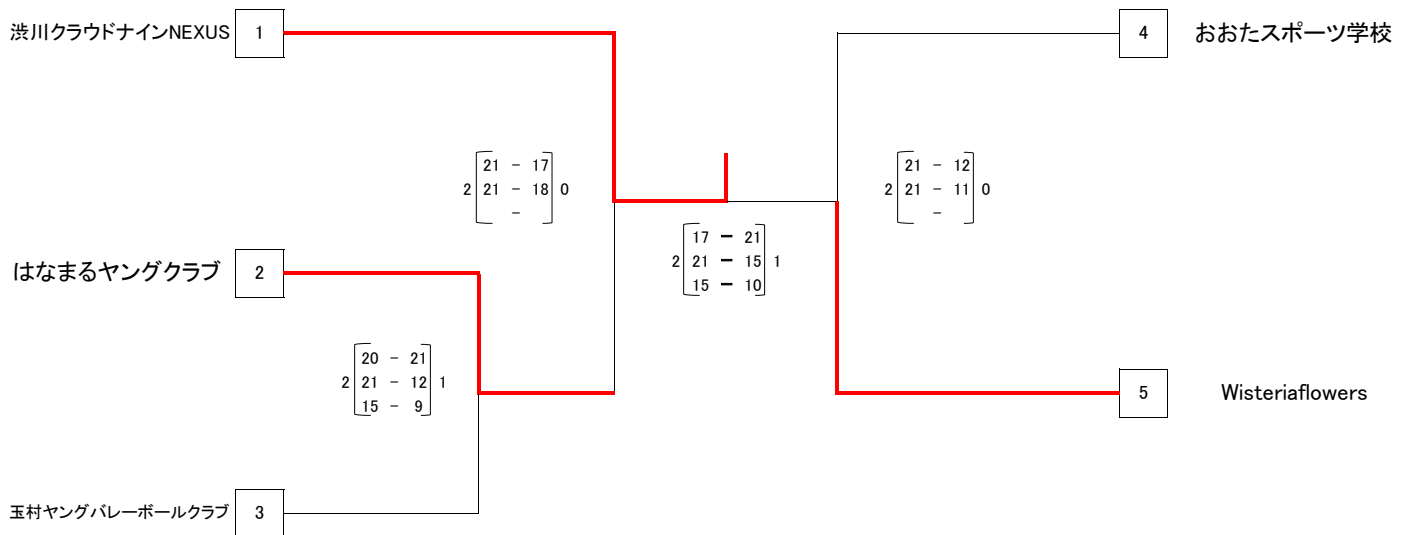 渋川クラウドナインNEXUS 1
4 おおたスポーツ学校
21 - 17
2 21 - 18 0
-
21 - 12
2 21 - 11 0
-
17 - 21
2 21 - 15 1
15 - 10
はなまるヤングクラブ 2
20 - 21
2 21 - 12 1
15 - 9
5 Wisteriaflowers
玉村ヤングバレーボールクラブ 3